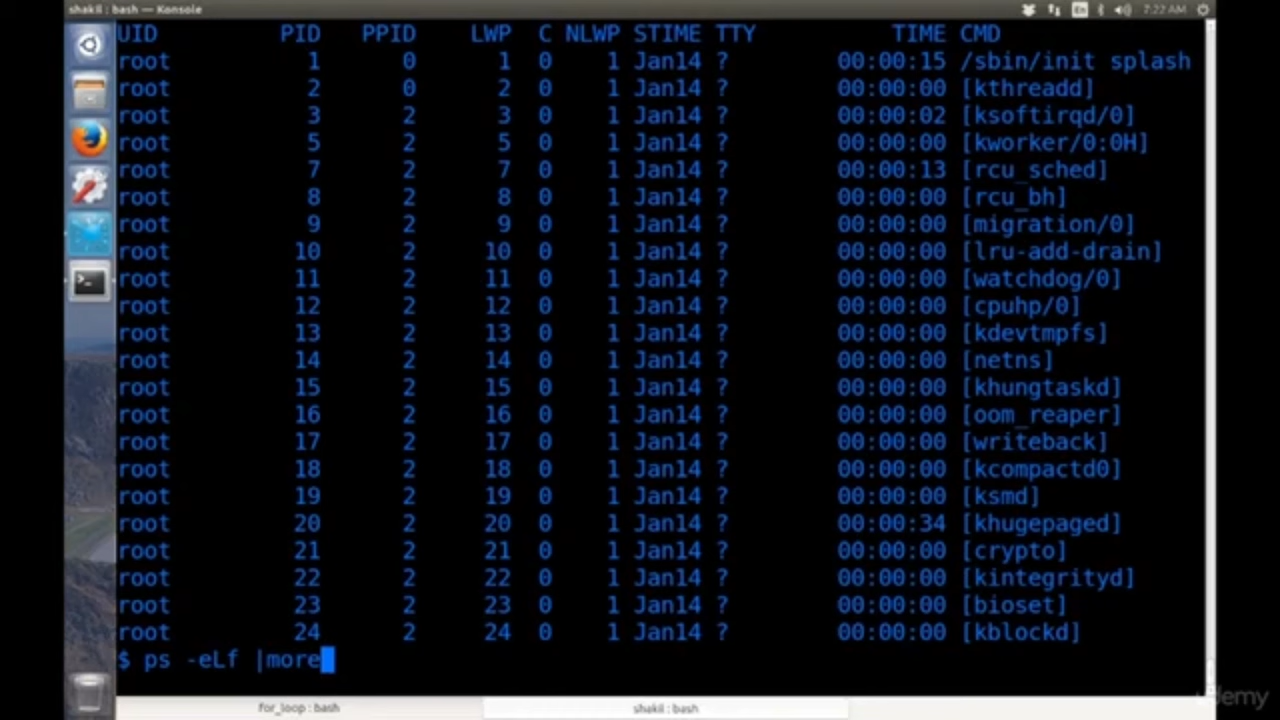 shakil : bash — Konsole En 7:22 AM
UID PID PPID LWP C NLWP STIME TTY TIME CMD
root 1 0 1 0 1 Jan14 ? 00:00:15 /sbin/init splash
root 2 0 2 0 1 Jan14 ? 00:00:00 [kthreadd]
root 3 2 3 0 1 Jan14 ? 00:00:02 [ksoftirqd/0]
root 5 2 5 0 1 Jan14 ? 00:00:00 [kworker/0:0H]
root 7 2 7 0 1 Jan14 ? 00:00:13 [rcu_sched]
root 8 2 8 0 1 Jan14 ? 00:00:00 [rcu_bh]
root 9 2 9 0 1 Jan14 ? 00:00:00 [migration/0]
root 10 2 10 0 1 Jan14 ? 00:00:00 [lru-add-drain]
root 11 2 11 0 1 Jan14 ? 00:00:00 [watchdog/0]
root 12 2 12 0 1 Jan14 ? 00:00:00 [cpuhp/0]
root 13 2 13 0 1 Jan14 ? 00:00:00 [kdevtmpfs]
root 14 2 14 0 1 Jan14 ? 00:00:00 [netns]
root 15 2 15 0 1 Jan14 ? 00:00:00 [khungtaskd]
root 16 2 16 0 1 Jan14 ? 00:00:00 [oom_reaper]
root 17 2 17 0 1 Jan14 ? 00:00:00 [writeback]
root 18 2 18 0 1 Jan14 ? 00:00:00 [kcompactd0]
root 19 2 19 0 1 Jan14 ? 00:00:00 [ksmd]
root 20 2 20 0 1 Jan14 ? 00:00:34 [khugepaged]
root 21 2 21 0 1 Jan14 ? 00:00:00 [crypto]
root 22 2 22 0 1 Jan14 ? 00:00:00 [kintegrityd]
root 23 2 23 0 1 Jan14 ? 00:00:00 [bioset]
root 24 2 24 0 1 Jan14 ? 00:00:00 [kblockd]
$ ps -eLf |more
for_loop : bash shakil : bash
udemy